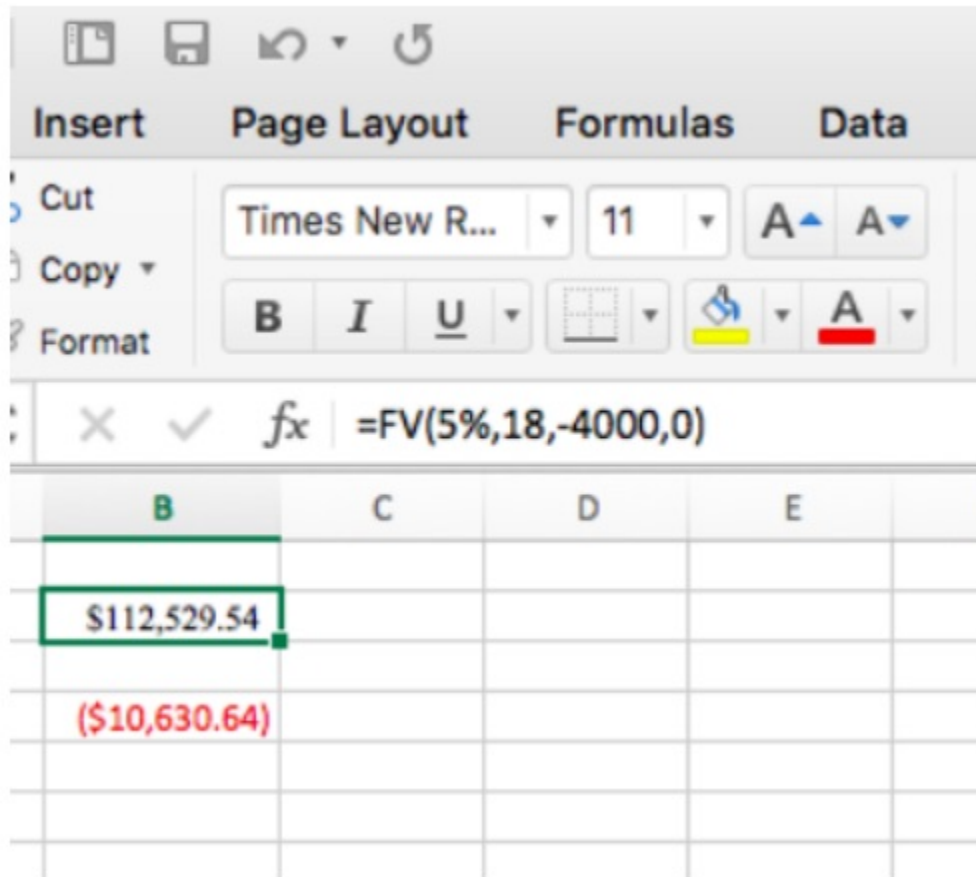 Insert Page Layout Formulas Data
Cut
Times New R... 11 A A
Copy
B I U A
Format
fx =FV(5%,18,-4000,0)
B C D E
$112,529.54
($10,630.64)